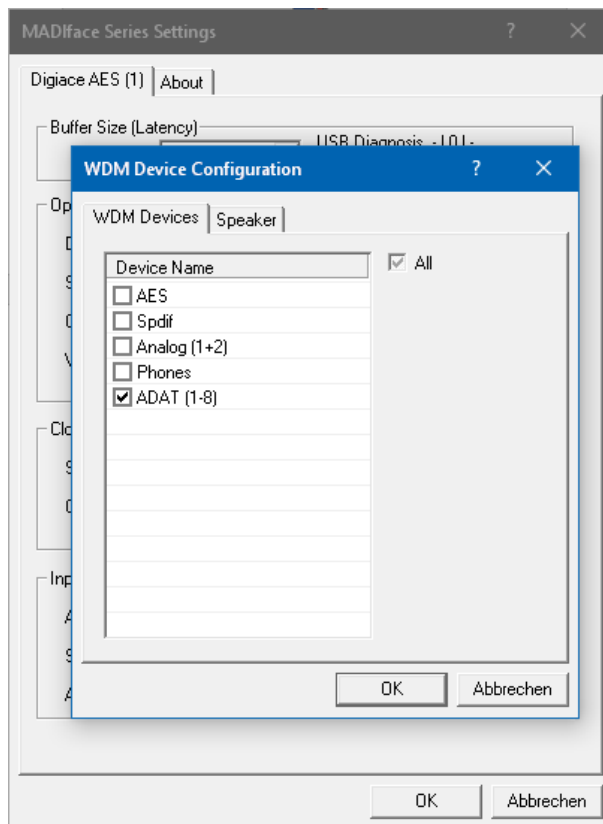 MADIface Series Settings
Digiace AES (1) About
Buffer Size (Latency)
USB Diagnosis - | 0 | -
WDM Device Configuration
WDM Devices Speaker
Device Name All
AES
Spdif
Analog (1+2)
Phones
ADAT (1-8)
OK Abbrechen
OK Abbrechen